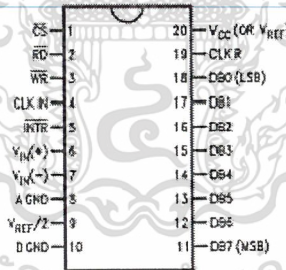 CS 1 20 VCC (OR VREF)
RD 2 19 CLK R
WR 3 18 DB0 (LSB)
CLK IN 4 17 DB1
INTR 5 16 DB2
VIN(+) 6 15 DB3
VIN(-) 7 14 DB4
A GND 8 13 DB5
VREF/2 9 12 DB6
D GND 10 11 DB7 (MSB)